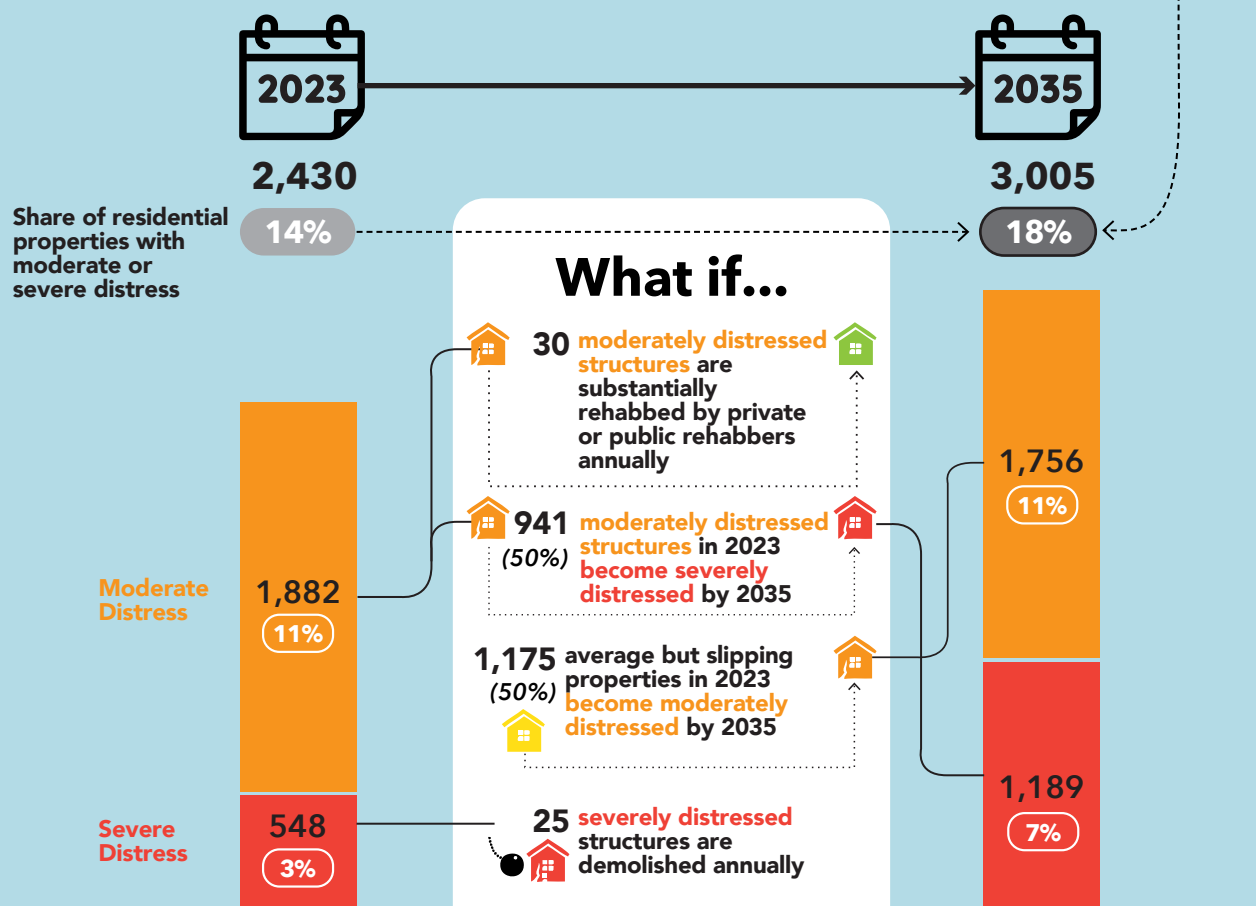 2023
2035
2,430
3,005
Share of residential
properties with
moderate or
severe distress
14%
18%
What if...
30 moderately distressed
structures are
substantially
rehabbed by private
or public rehabbers
annually
941 moderately distressed
(50%) structures in 2023
become severely
distressed by 2035
1,175 average but slipping
(50%) properties in 2023
become moderately
distressed by 2035
25 severely distressed
structures are
demolished annually
Moderate
Distress
1,882
11%
Severe
Distress
548
3%
1,756
11%
1,189
7%